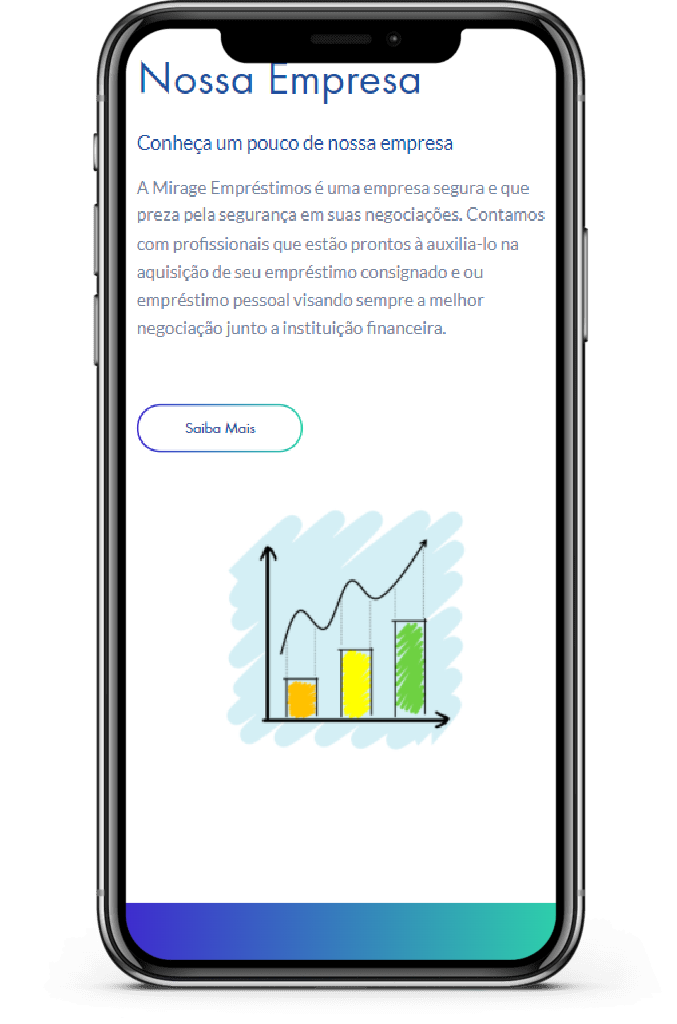 Nossa Empresa
Conheça um pouco de nossa empresa
A Mirage Empréstimos é uma empresa segura e que
preza pela segurança em suas negociações. Contamos
com profissionais que estão prontos à auxilia-lo na
aquisição de seu empréstimo consignado e ou
empréstimo pessoal visando sempre a melhor
negociação junto a instituição financeira.
Saiba Mais